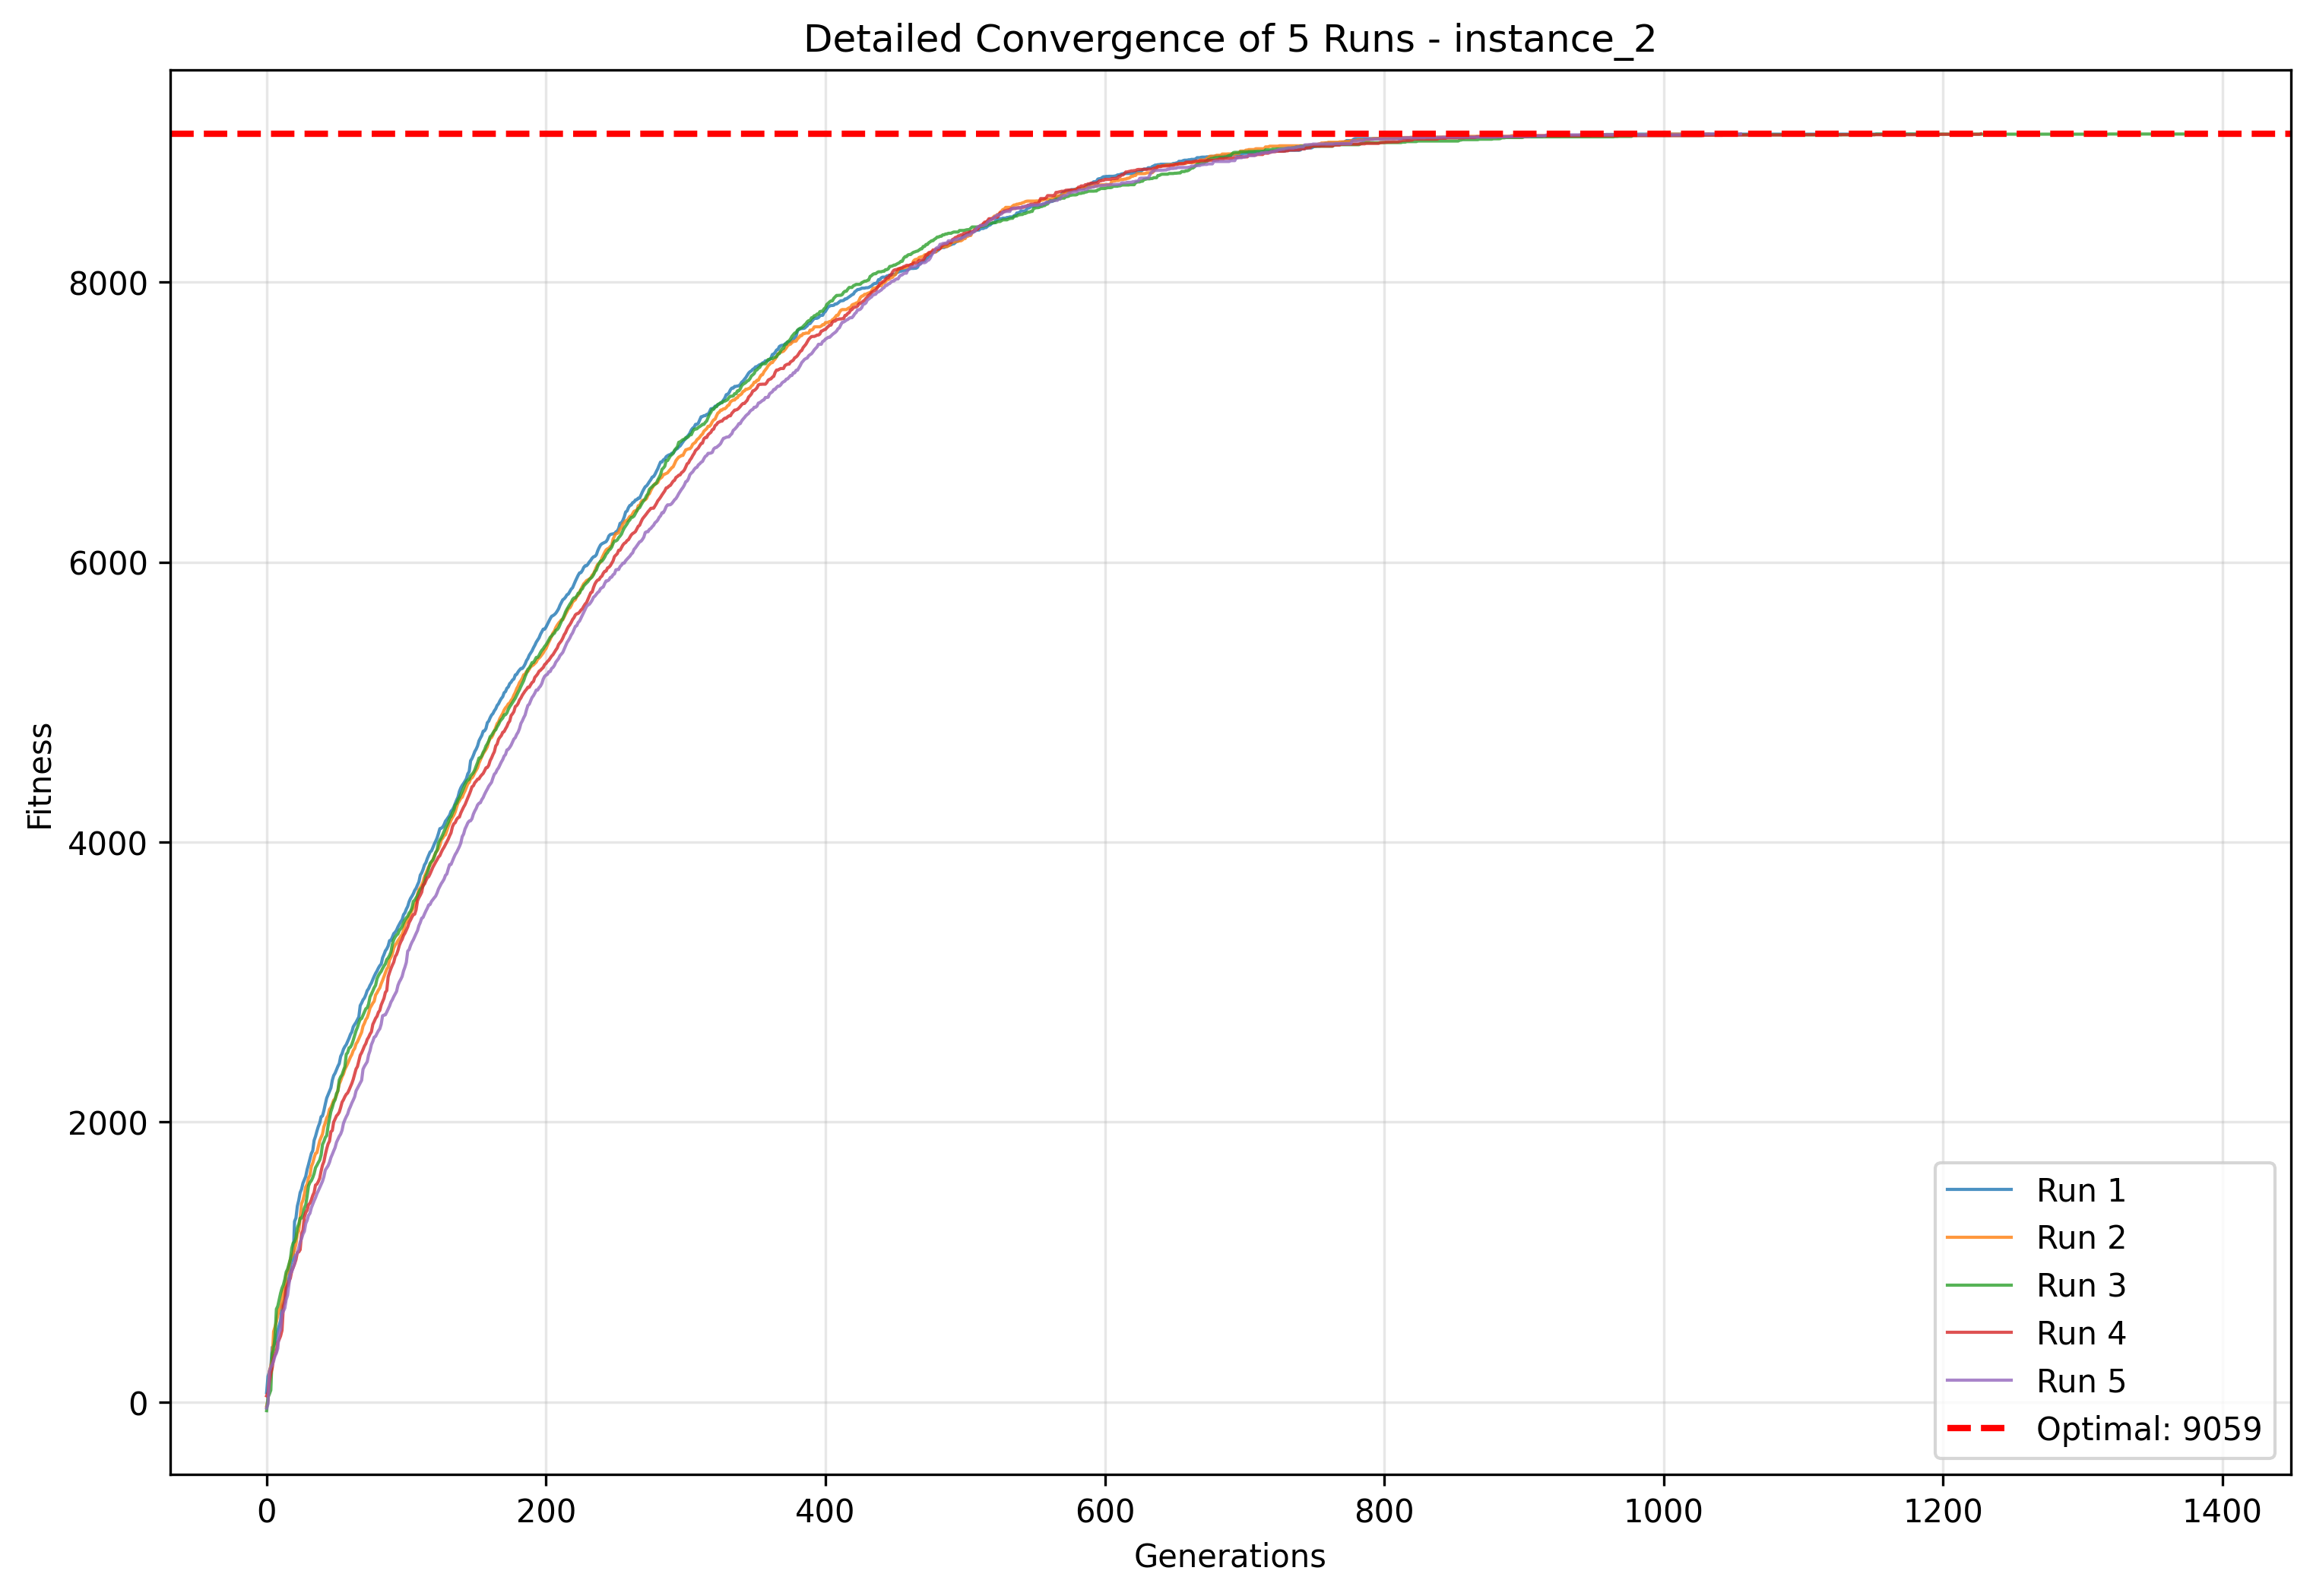 Detailed Convergence of 5 Runs - instance_2
Fitness
8000
6000
4000
2000
0
0 200 400 600 800 1000 1200 1400
Generations
Run 1
Run 2
Run 3
Run 4
Run 5
Optimal: 9059